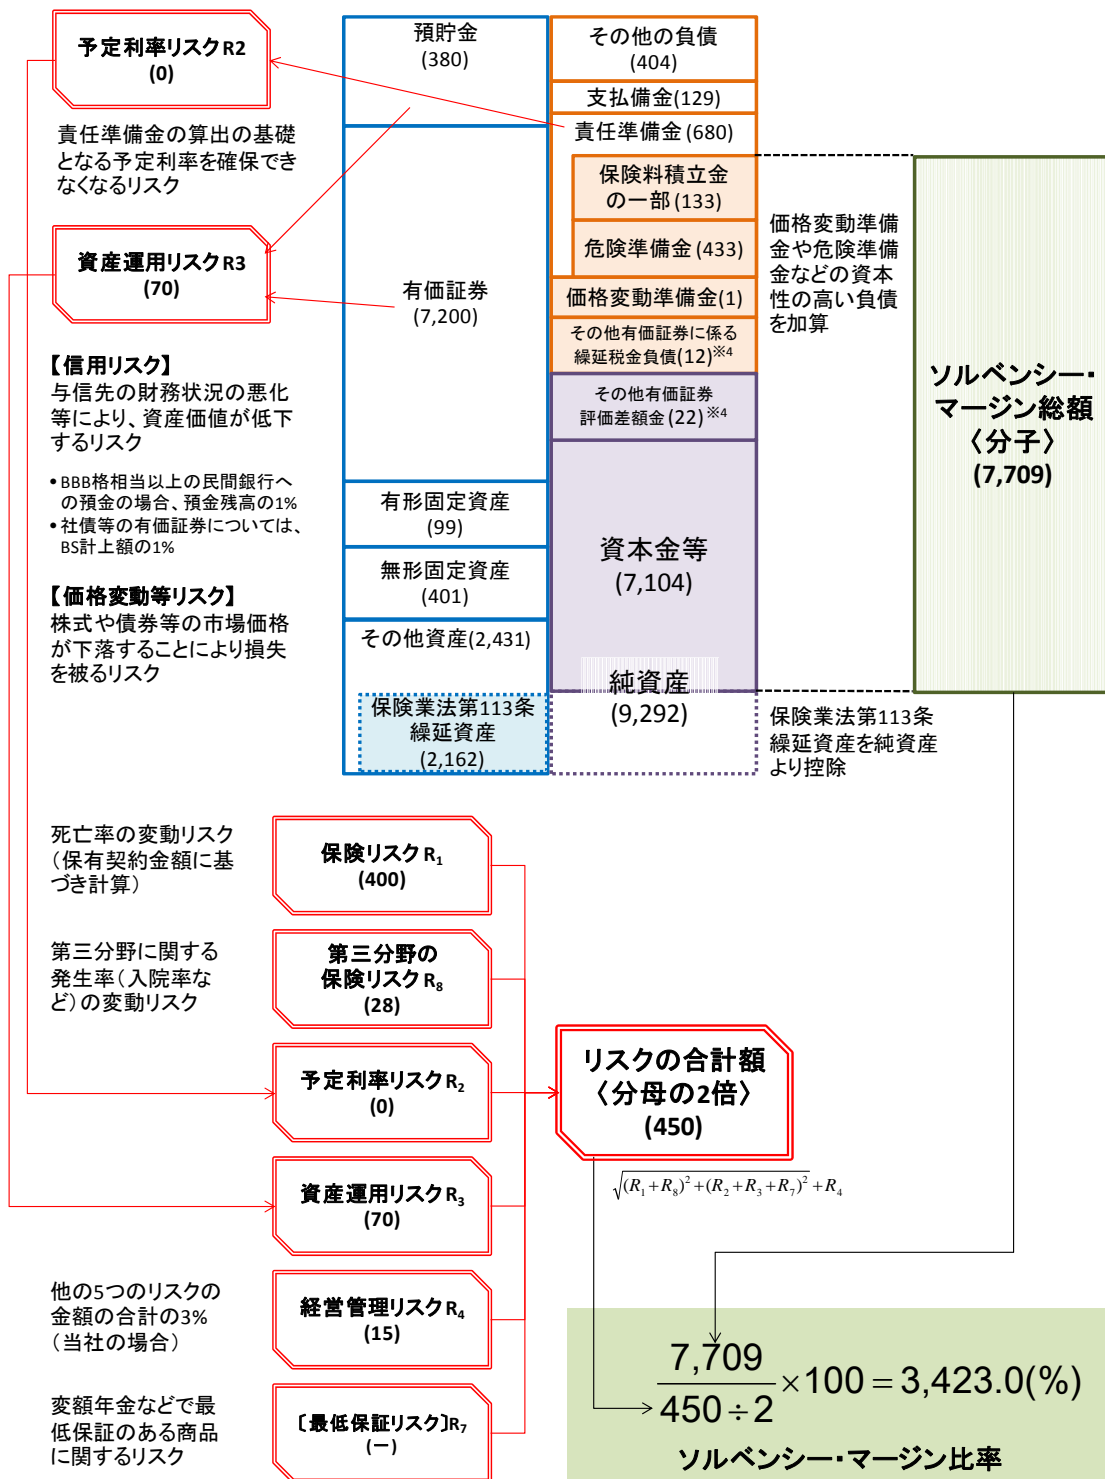 予定利率リスクR2
(0)
責任準備金の算出の基礎
となる予定利率を確保でき
なくなるリスク
資産運用リスクR3
(70)
【信用リスク】
与信先の財務状況の悪化
等により、資産価値が低下
するリスク
•BBB格相当以上の民間銀行へ
の預金の場合、預金残高の1%
•社債等の有価証券については、
BS計上額の1%
【価格変動等リスク】
株式や債券等の市場価格
が下落することにより損失
を被るリスク
預貯金
(380)
有価証券
(7,200)
有形固定資産
(99)
無形固定資産
(401)
その他資産(2,431)
保険業法第113条
繰延資産
(2,162)
その他の負債
(404)
支払備金(129)
責任準備金(680)
保険料積立金
の一部(133)
危険準備金(433)
価格変動準備金(1)
その他有価証券に係る
繰延税金負債(12)※4
その他有価証券
評価差額金(22)※4
資本金等
(7,104)
純資産
(9,292)
価格変動準備
金や危険準備
金などの資本
性の高い負債
を加算
保険業法第113条
繰延資産を純資産
より控除
ソルベンシー・
マージン総額
〈分子〉
(7,709)
死亡率の変動リスク
(保有契約金額に基
づき計算)
保険リスクR1
(400)
第三分野に関する
発生率(入院率な
ど)の変動リスク
第三分野の
保険リスクR8
(28)
予定利率リスクR2
(0)
資産運用リスクR3
(70)
他の5つのリスクの
金額の合計の3%
(当社の場合)
経営管理リスクR4
(15)
変額年金などで最
低保証のある商品
に関するリスク
〔最低保証リスク〕R7
(ー)
リスクの合計額
〈分母の2倍〉
(450)
√(R1+R8)²+(R2+R3+R7)²+R4
7,709
450÷2
×100=3,423.0(%)
ソルベンシー・マージン比率